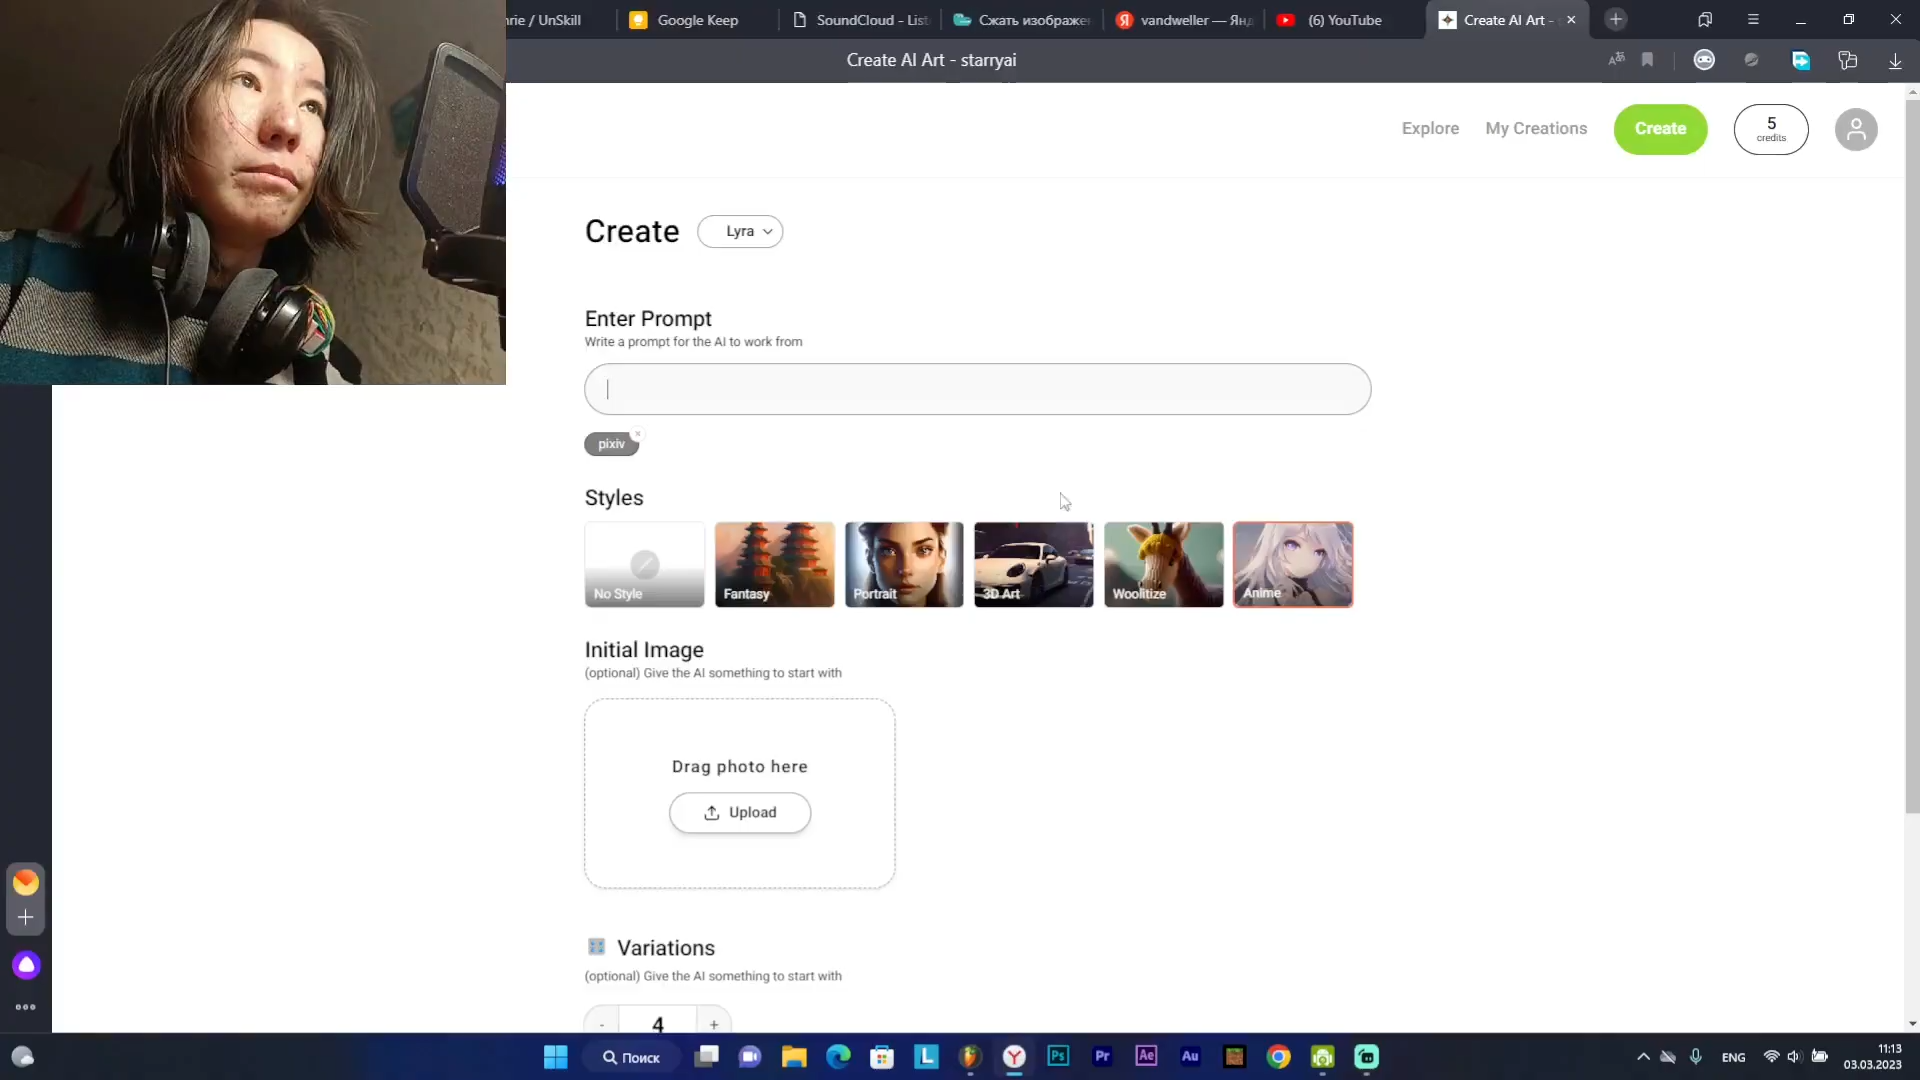 nrie / UnSkill
Google Keep
SoundCloud - List
Сжать изображе
vandweller — Ян
(6) YouTube
Create AI Art -
Create AI Art - starryai
Explore
My Creations
Create
5
credits
Create
Lyra
Enter Prompt
Write a prompt for the AI to work from
pixiv
Styles
No Style
Fantasy
Portrait
3D Art
Woolitize
Anime
Initial Image
(optional) Give the AI something to start with
Drag photo here
Upload
Variations
(optional) Give the AI something to start with
- 4 +
Поиск
ENG
11:13
03.03.2023